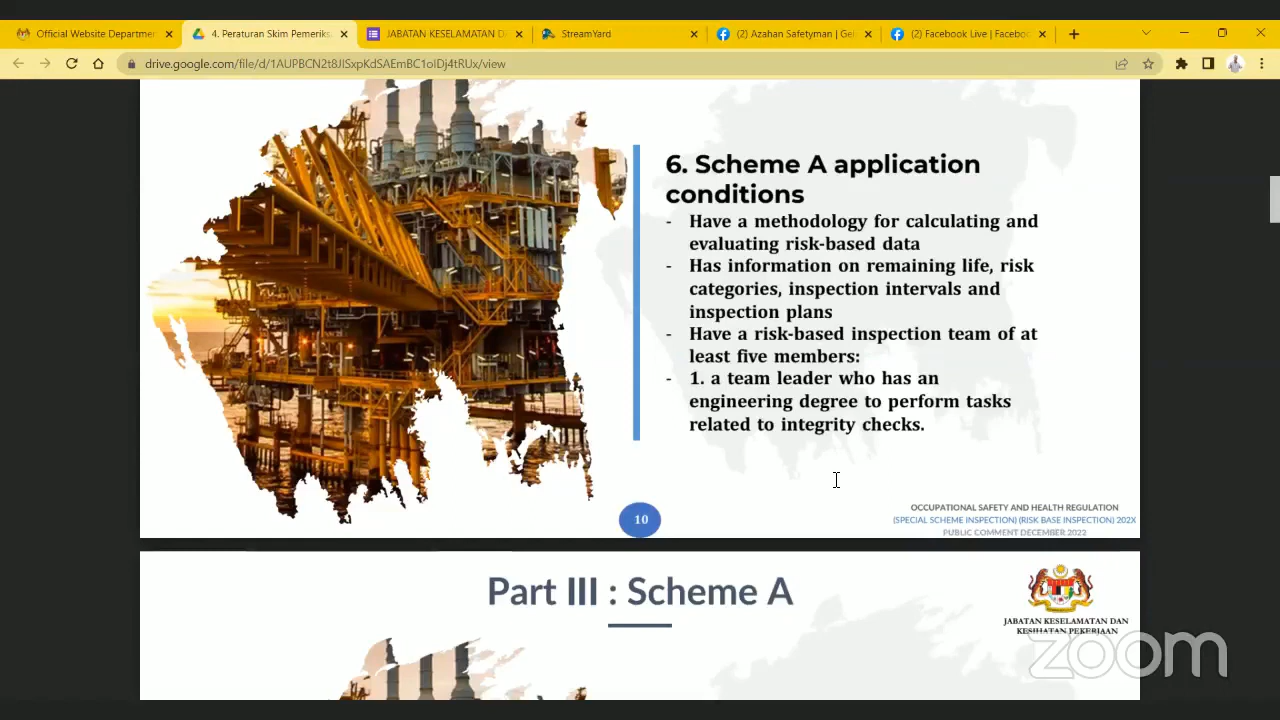 Official Website Departmen
4. Peraturan Skim Pemeriksa
JABATAN KESELAMATAN DA
StreamYard
(2) Azahan Safetyman | Gel
(2) Facebook Live | Faceboo
drive.google.com/file/d/1AUPBCN2t8JlSxpKdSAEmBC1oIDj4tRUx/view
6. Scheme A application
conditions
- Have a methodology for calculating and
evaluating risk-based data
- Has information on remaining life, risk
categories, inspection intervals and
inspection plans
- Have a risk-based inspection team of at
least five members:
- 1. a team leader who has an
engineering degree to perform tasks
related to integrity checks.
10
OCCUPATIONAL SAFETY AND HEALTH REGULATION
(SPECIAL SCHEME INSPECTION) (RISK BASE INSPECTION) 202X
PUBLIC COMMENT DECEMBER 2022
Part III : Scheme A
JABATAN KESELAMATAN DAN
KESIHATAN PEKERJAAN
zoom